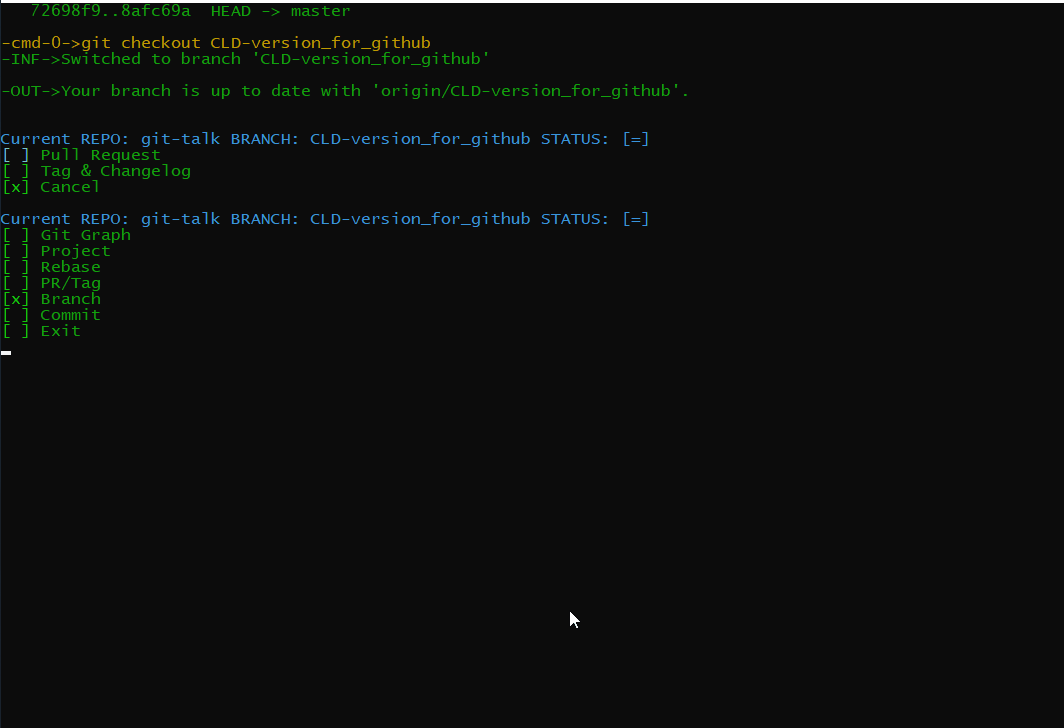 72698f9..8afc69a  HEAD -> master
-cmd-0->git checkout CLD-version_for_github
-INF->Switched to branch 'CLD-version_for_github'
-OUT->Your branch is up to date with 'origin/CLD-version_for_github'.
Current REPO: git-talk BRANCH: CLD-version_for_github STATUS: [=]
[ ] Pull Request
[ ] Tag & Changelog
[x] Cancel
Current REPO: git-talk BRANCH: CLD-version_for_github STATUS: [=]
[ ] Git Graph
[ ] Project
[ ] Rebase
[ ] PR/Tag
[x] Branch
[ ] Commit
[ ] Exit